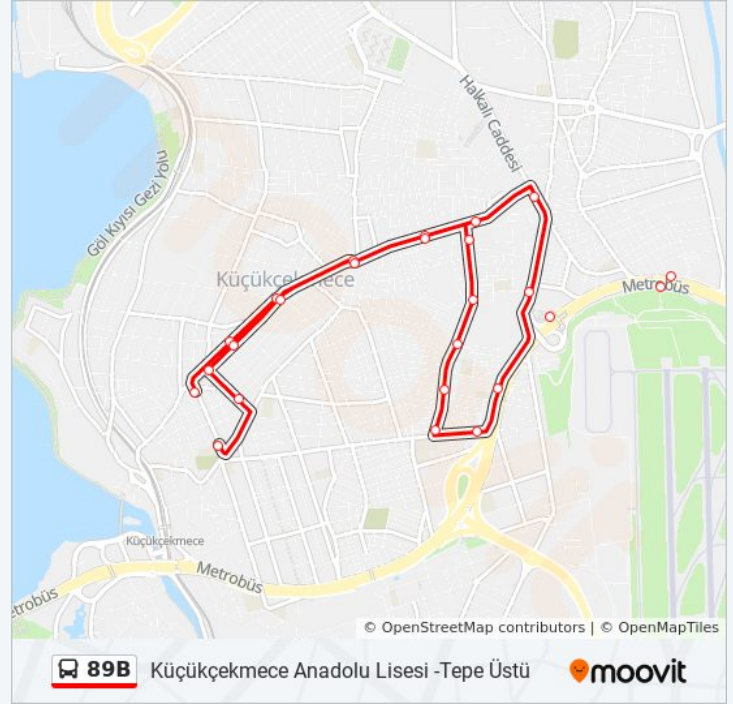 Halkalı Caddesi
Göl Kıyısı Gezi Yolu
Küçükçekmece
Metrobüs
Küçükçekmece
Metrobüs
etrobüs
© OpenStreetMap contributors | © OpenMapTiles
89B Küçükçekmece Anadolu Lisesi -Tepe Üstü moovit